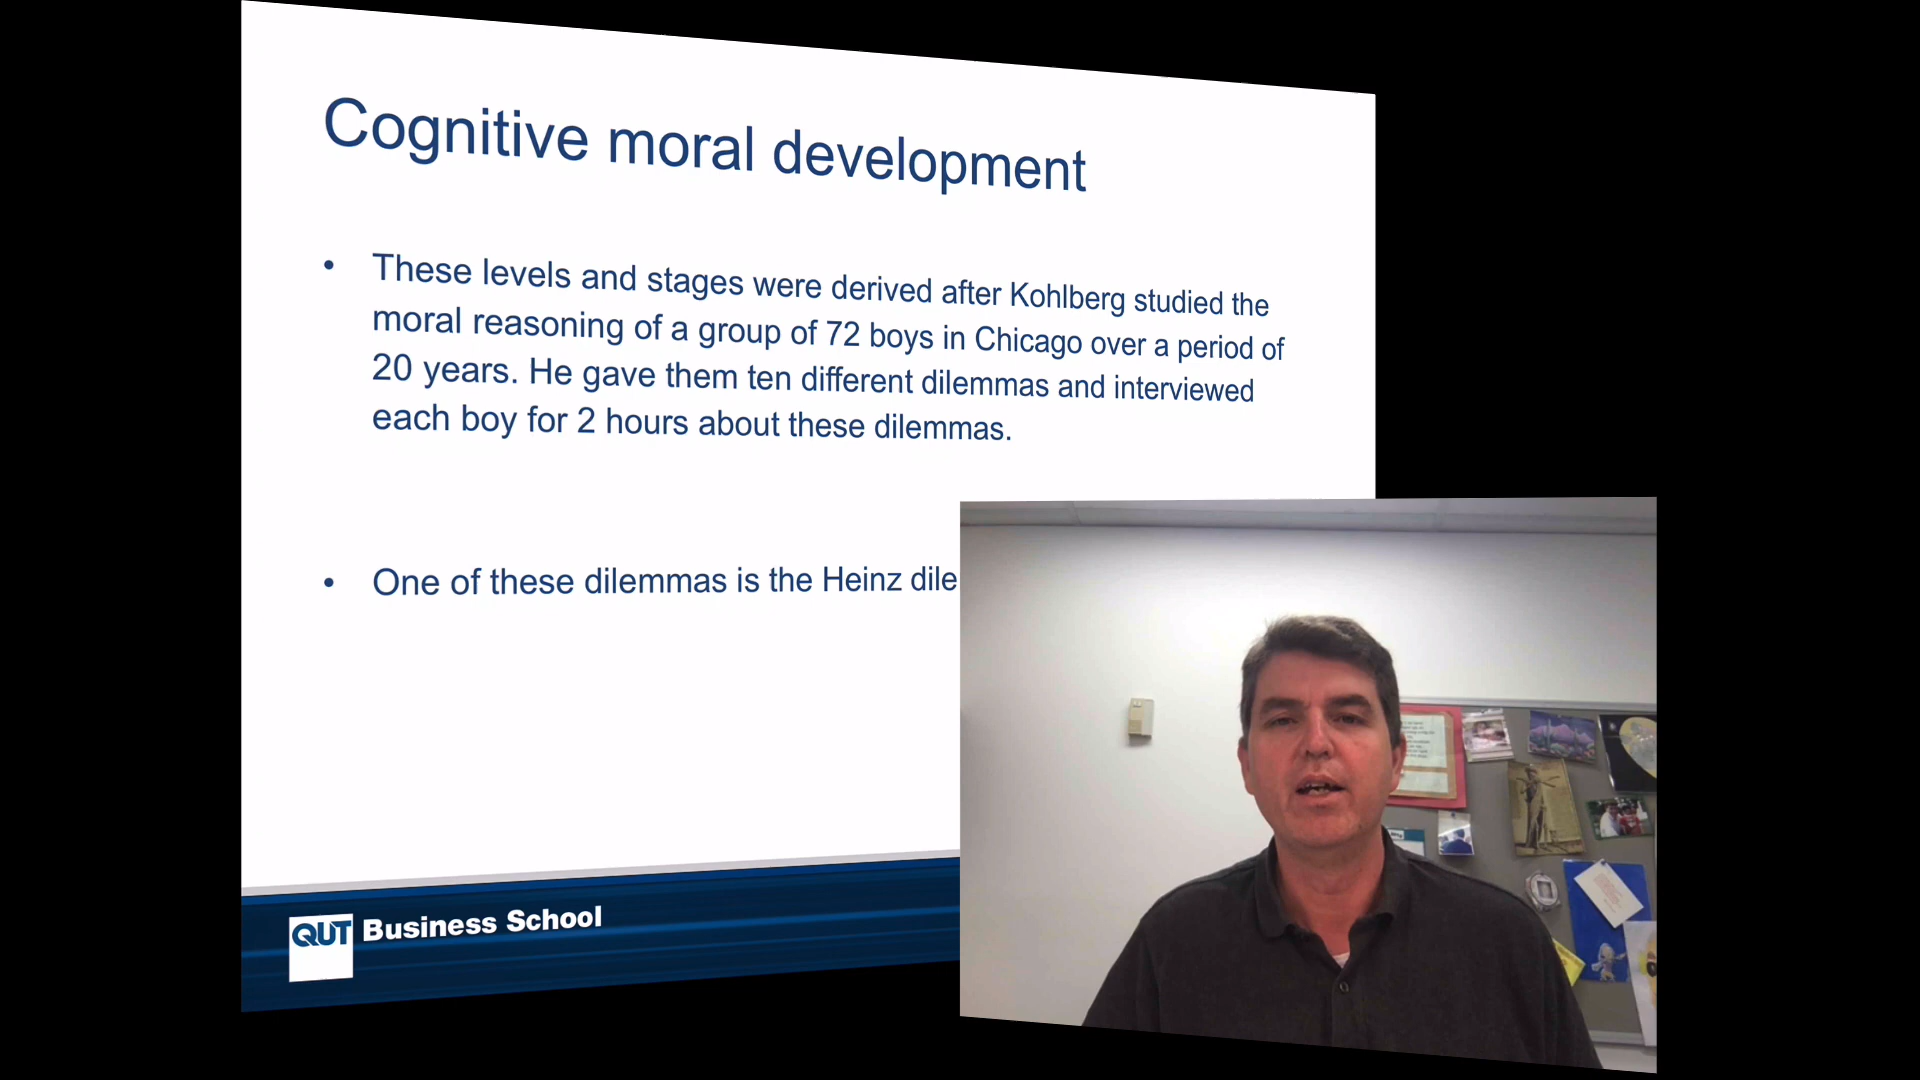 Cognitive moral development
• These levels and stages were derived after Kohlberg studied the
moral reasoning of a group of 72 boys in Chicago over a period of
20 years. He gave them ten different dilemmas and interviewed
each boy for 2 hours about these dilemmas.
• One of these dilemmas is the Heinz dile
QUT Business School